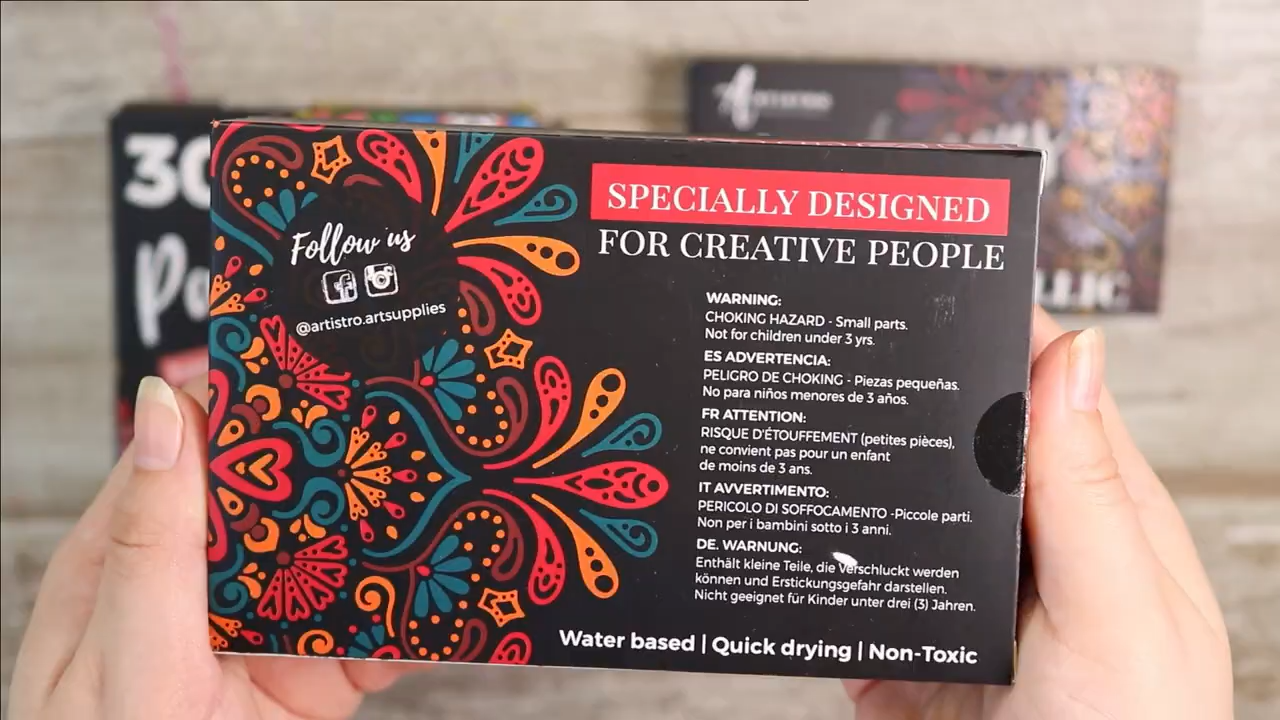 30
ARTISTRO
Follow us
@artistro.artsupplies
SPECIALLY DESIGNED
FOR CREATIVE PEOPLE
WARNING:
CHOKING HAZARD - Small parts.
Not for children under 3 yrs.
ES ADVERTENCIA:
PELIGRO DE CHOKING - Piezas pequeñas.
No para niños menores de 3 años.
FR ATTENTION:
RISQUE D'ÉTOUFFEMENT (petites pièces),
ne convient pas pour un enfant
de moins de 3 ans.
IT AVVERTIMENTO:
PERICOLO DI SOFFOCAMENTO -Piccole parti.
Non per i bambini sotto i 3 anni.
DE. WARNUNG:
Enthält kleine Teile, die verschluckt werden
können und Erstickungsgefahr darstellen.
Nicht geeignet für Kinder unter drei (3) Jahren.
Water based | Quick drying | Non-Toxic